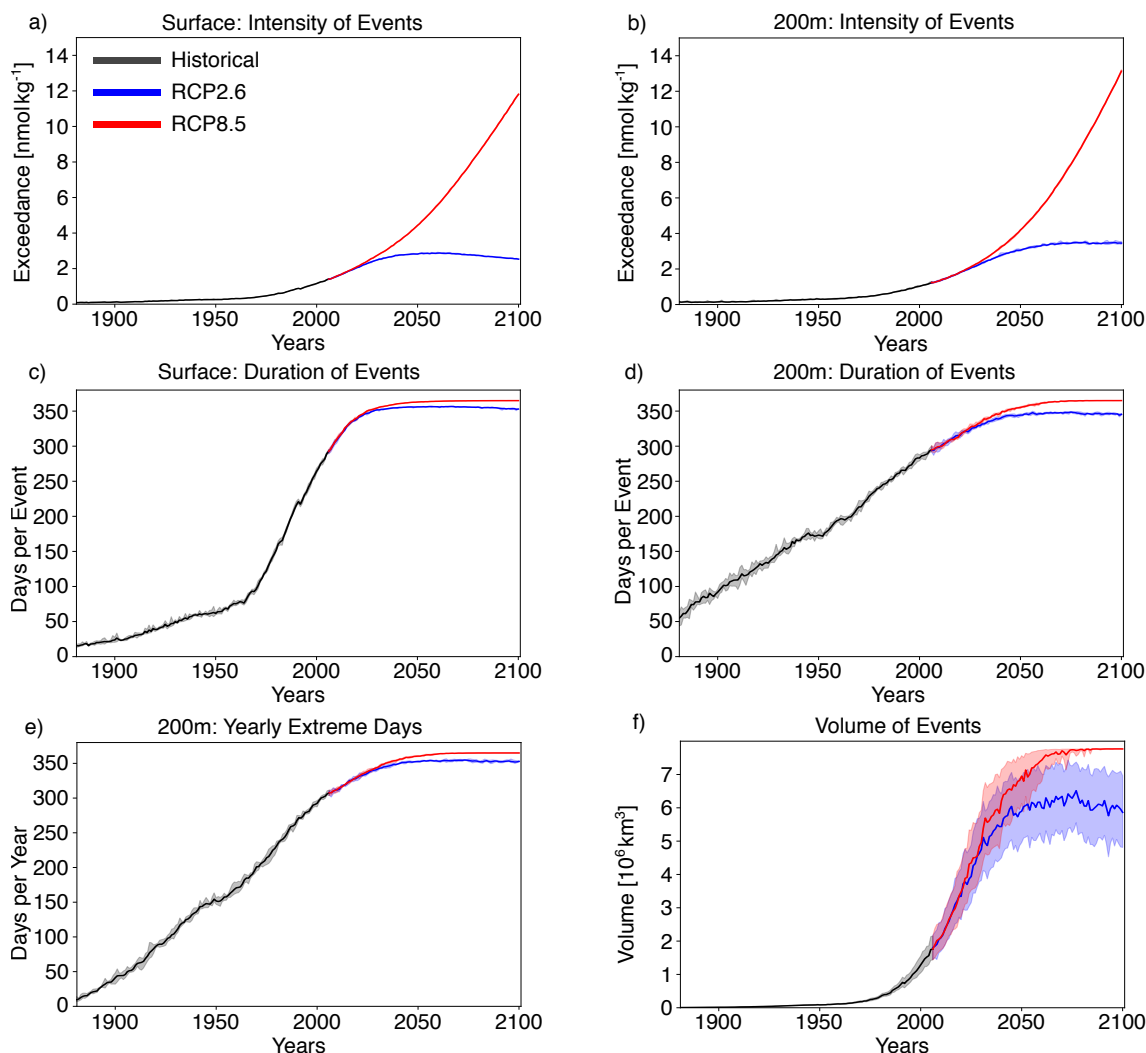 a)
Surface: Intensity of Events
Exceedance [nmol kg⁻¹]
14
12
10
8
6
4
2
0
Historical
RCP2.6
RCP8.5
1900
1950
2000
2050
2100
Years
b)
200m: Intensity of Events
Exceedance [nmol kg⁻¹]
14
12
10
8
6
4
2
0
1900
1950
2000
2050
2100
Years
c)
Surface: Duration of Events
Days per Event
350
300
250
200
150
100
50
0
1900
1950
2000
2050
2100
Years
d)
200m: Duration of Events
Days per Event
350
300
250
200
150
100
50
0
1900
1950
2000
2050
2100
Years
e)
200m: Yearly Extreme Days
Days per Year
350
300
250
200
150
100
50
0
1900
1950
2000
2050
2100
Years
f)
Volume of Events
Volume [10⁶ km³]
7
6
5
4
3
2
1
0
1900
1950
2000
2050
2100
Years